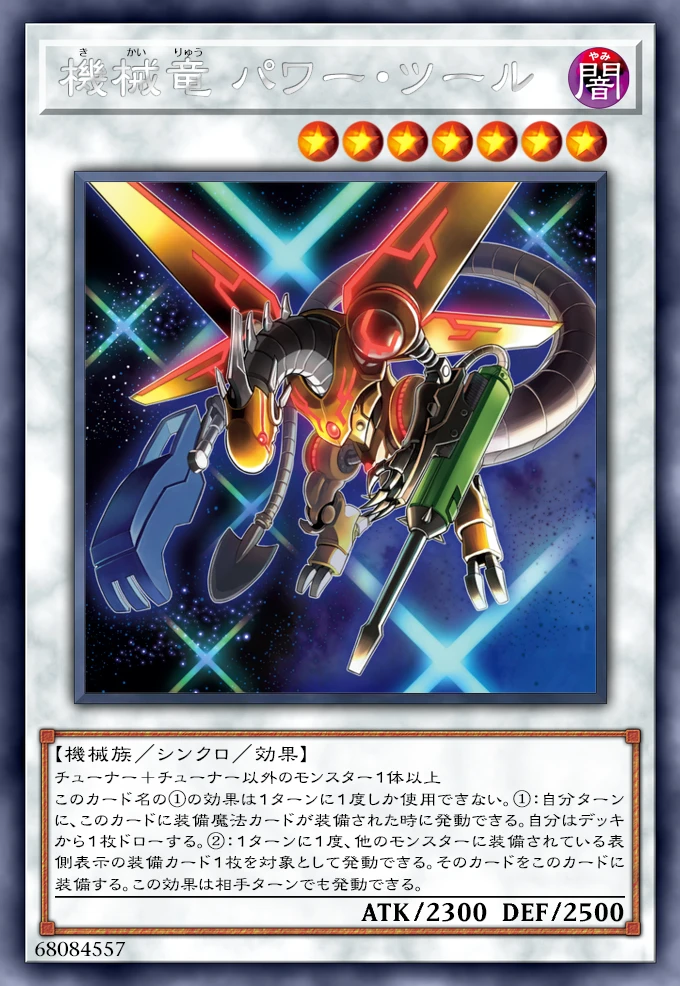 き かい りゅう
機械竜 パワー・ツール
やみ
闇
【機械族／シンクロ／効果】
チューナー＋チューナー以外のモンスター１体以上
このカード名の①の効果は１ターンに１度しか使用できない。①：自分ターン
に、このカードに装備魔法カードが装備された時に発動できる。自分はデッキ
から１枚ドローする。②：１ターンに１度、他のモンスターに装備されている表
側表示の装備カード１枚を対象として発動できる。そのカードをこのカードに
装備する。この効果は相手ターンでも発動できる。
ATK/2300 DEF/2500
68084557